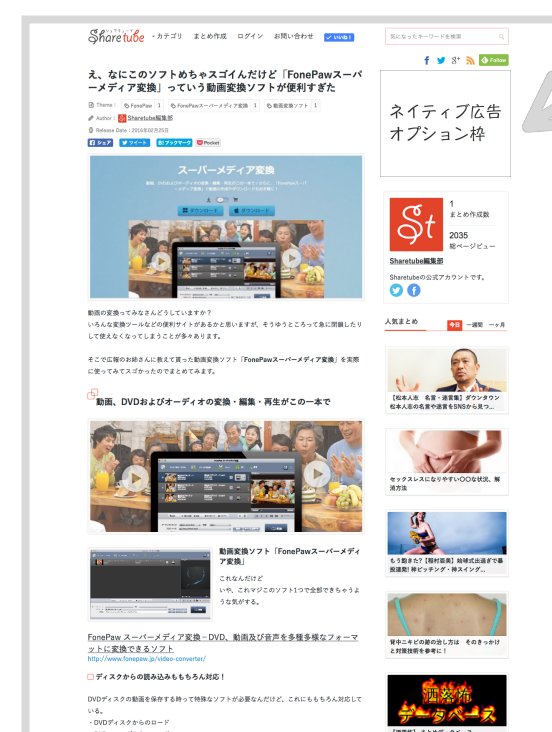 シェアチューブ
Sharetube
カテゴリ まとめ作成 ログイン お問い合わせ いいね!
気になったキーワードを検索
Follow
え、なにこのソフトめちゃスゴイんだけど「FonePawスーパ
ーメディア変換」っていう動画変換ソフトが便利すぎた
Theme : FonePaw 1 FonePawスーパーメディア変換 1 動画変換ソフト 1
Author : Sharetube編集部
Release Date : 2018年02月25日
シェア ツイート B!ブックマーク Pocket
スーパーメディア変換
ダウンロード ダウンロード
動画の変換ってみなさんどうしていますか?
いろんな変換ツールなどの便利サイトがあるかと思いますが、そうゆうところって急に閉鎖したり
して使えなくなってしまうことが多々あります。
そこで広報のお姉さんに教えて貰った動画変換ソフト「FonePawスーパーメディア変換」を実際
に使ってみてスゴかったのでまとめてみます。
動画、DVDおよびオーディオの変換・編集・再生がこの一本で
動画変換ソフト「FonePawスーパーメディ
ア変換」
これなんだけど
いや、これマジこのソフト1つで全部できちゃうよ
うな気がする。
FonePaw スーパーメディア変換 – DVD、動画及び音声を多種多様なフォーマ
ットに変換できるソフト
http://www.fonepaw.jp/video-converter/
ディスクからの読み込みももちろん対応!
DVDディスクの動画を保存する時って特殊なソフトが必要なんだけど、これにももちろん対応して
いる。
・DVDディスクからのロード
ネイティブ広告
オプション枠
St
1
まとめ作成数
2035
総ページビュー
Sharetube編集部
Sharetubeの公式アカウントです。
人気まとめ 今日 一週間 一ヶ月
【松本人志 名言・迷言集】ダウンタウン
松本人志の名言や迷言をSNSから見つ...
セックスレスになりやすい〇〇な状況、解
消方法
もう飽きた?【稲村亜美】始球式出過ぎで暴
投連発! 神ピッチング・神スイング...
背中ニキビの跡の治し方は そのきっかけ
と対策技術を参考に!
洒落怖
データベース